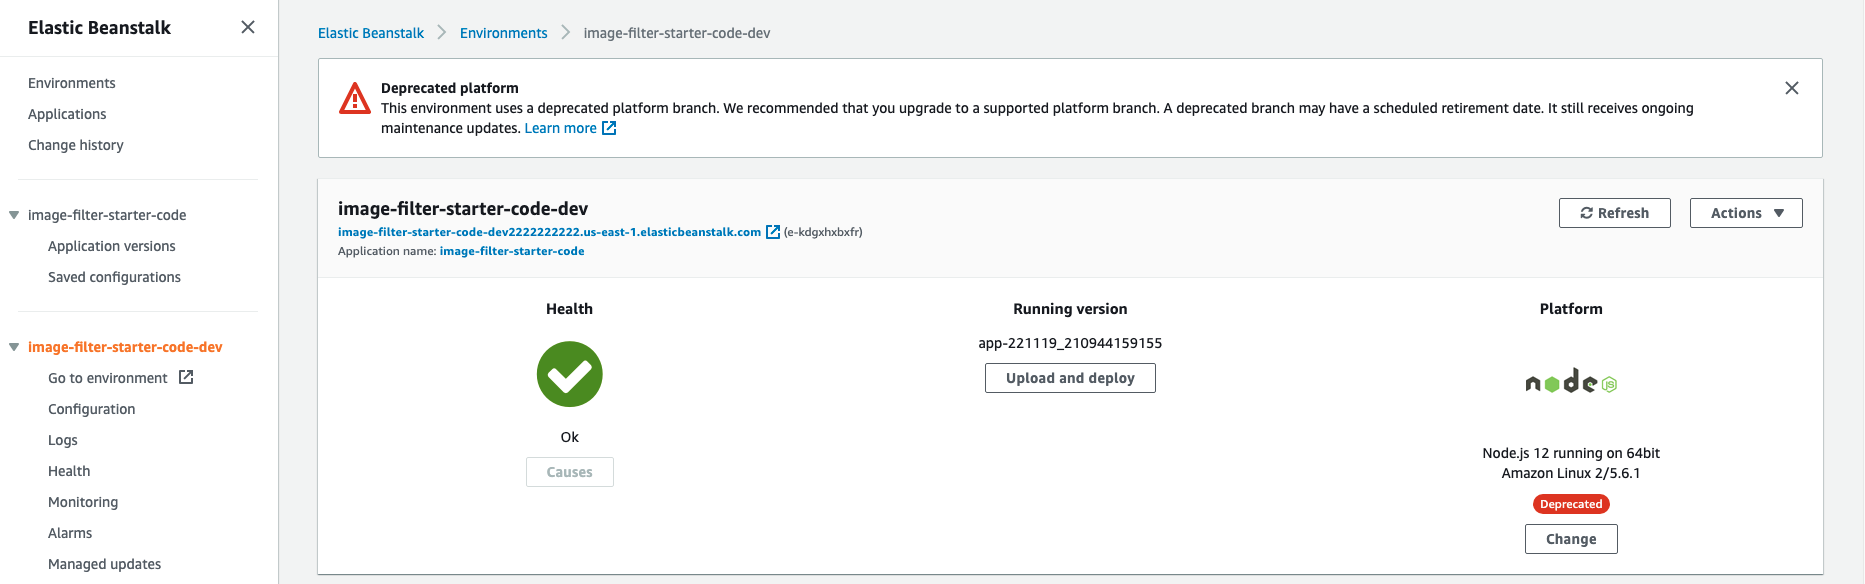 Elastic Beanstalk
Environments
Applications
Change history
image-filter-starter-code
Application versions
Saved configurations
image-filter-starter-code-dev
Go to environment
Configuration
Logs
Health
Monitoring
Alarms
Managed updates
Elastic Beanstalk > Environments > image-filter-starter-code-dev
Deprecated platform
This environment uses a deprecated platform branch. We recommended that you upgrade to a supported platform branch. A deprecated branch may have a scheduled retirement date. It still receives ongoing
maintenance updates. Learn more
image-filter-starter-code-dev
image-filter-starter-code-dev2222222222.us-east-1.elasticbeanstalk.com (e-kdgxhxbxfr)
Application name: image-filter-starter-code
Refresh
Actions
Health
Ok
Causes
Running version
app-221119_210944159155
Upload and deploy
Platform
node JS
Node.js 12 running on 64bit
Amazon Linux 2/5.6.1
Deprecated
Change